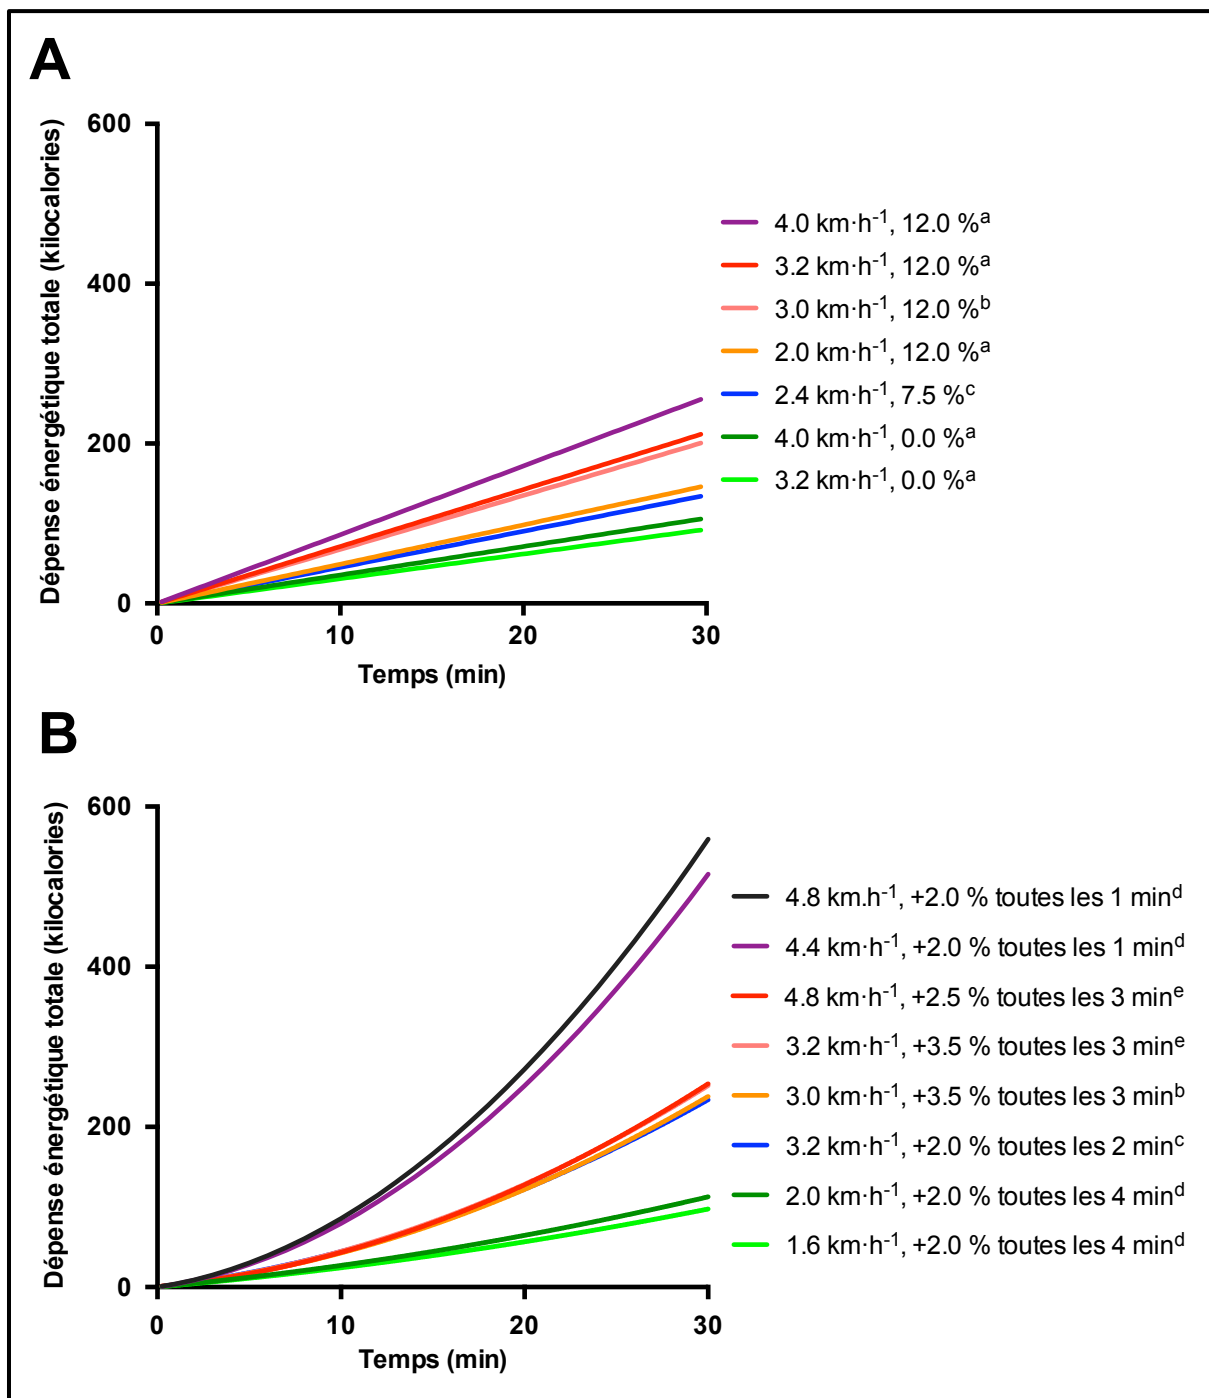 A
Dépense énergétique totale (kilocalories)
600
400
200
0
0 10 20 30
Temps (min)
4.0 km·h⁻¹, 12.0 %ᵃ
3.2 km·h⁻¹, 12.0 %ᵃ
3.0 km·h⁻¹, 12.0 %ᵇ
2.0 km·h⁻¹, 12.0 %ᵃ
2.4 km·h⁻¹, 7.5 %ᶜ
4.0 km·h⁻¹, 0.0 %ᵃ
3.2 km·h⁻¹, 0.0 %ᵃ
B
Dépense énergétique totale (kilocalories)
600
400
200
0
0 10 20 30
Temps (min)
4.8 km.h⁻¹, +2.0 % toutes les 1 minᵈ
4.4 km·h⁻¹, +2.0 % toutes les 1 minᵈ
4.8 km·h⁻¹, +2.5 % toutes les 3 minᵉ
3.2 km·h⁻¹, +3.5 % toutes les 3 minᵉ
3.0 km·h⁻¹, +3.5 % toutes les 3 minᵇ
3.2 km·h⁻¹, +2.0 % toutes les 2 minᶜ
2.0 km·h⁻¹, +2.0 % toutes les 4 minᵈ
1.6 km·h⁻¹, +2.0 % toutes les 4 minᵈ